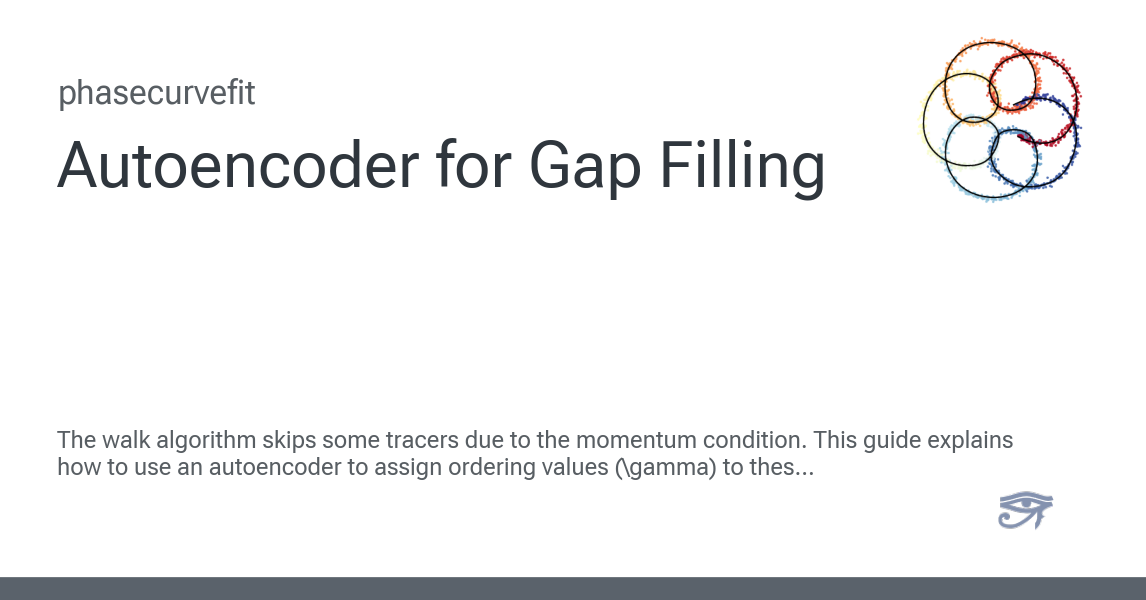 phasecurvefit
Autoencoder for Gap Filling
The walk algorithm skips some tracers due to the momentum condition. This guide explains
how to use an autoencoder to assign ordering values (\gamma) to thes...